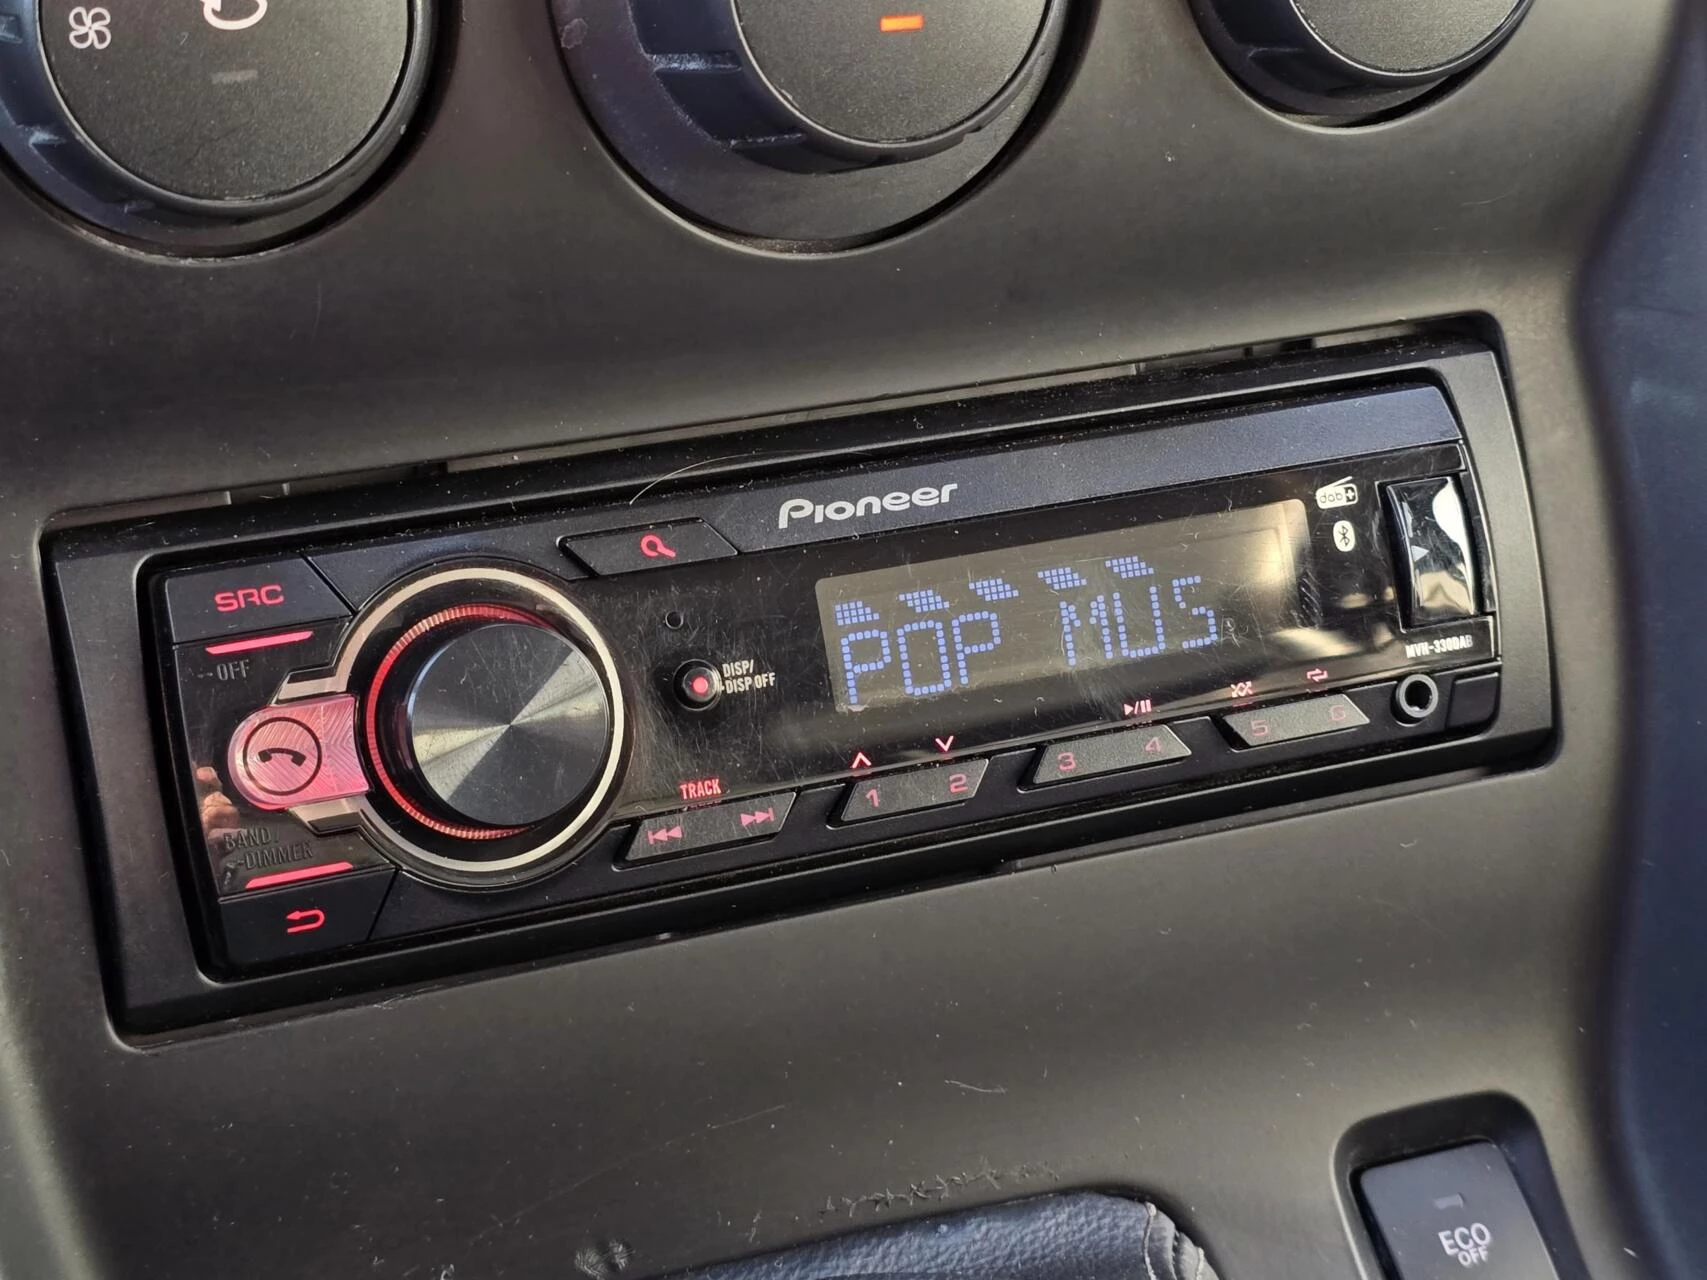 Pioneer
dab+
SRC
OFF
DISP/
DISP OFF
POP MUS
MVH-330DAB
BAND/
DIMMER
TRACK
1 2
3 4
5 6
ECO
OFF